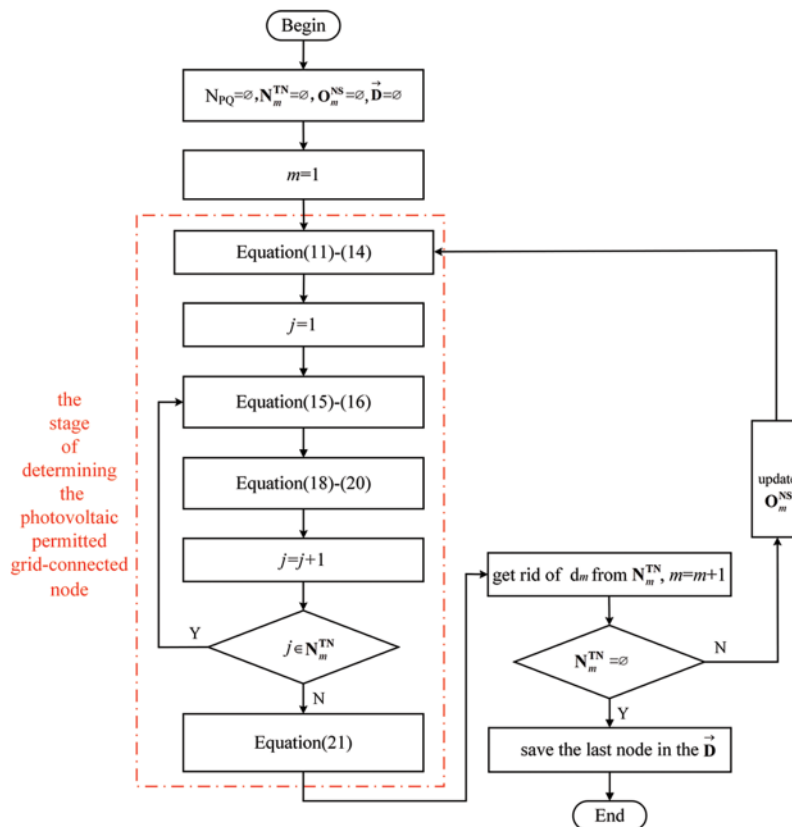 Begin
N_PQ=∅,N_m^TN=∅,O_m^NS=∅,D⃗=∅
m=1
Equation(11)-(14)
j=1
Equation(15)-(16)
Equation(18)-(20)
j=j+1
j∈N_m^TN
Y
N
Equation(21)
the
stage
of
determining
the
photovoltaic
permitted
grid-connected
node
get rid of d_m from N_m^TN, m=m+1
N_m^TN=∅
N
Y
update
O_m^NS
save the last node in the D⃗
End